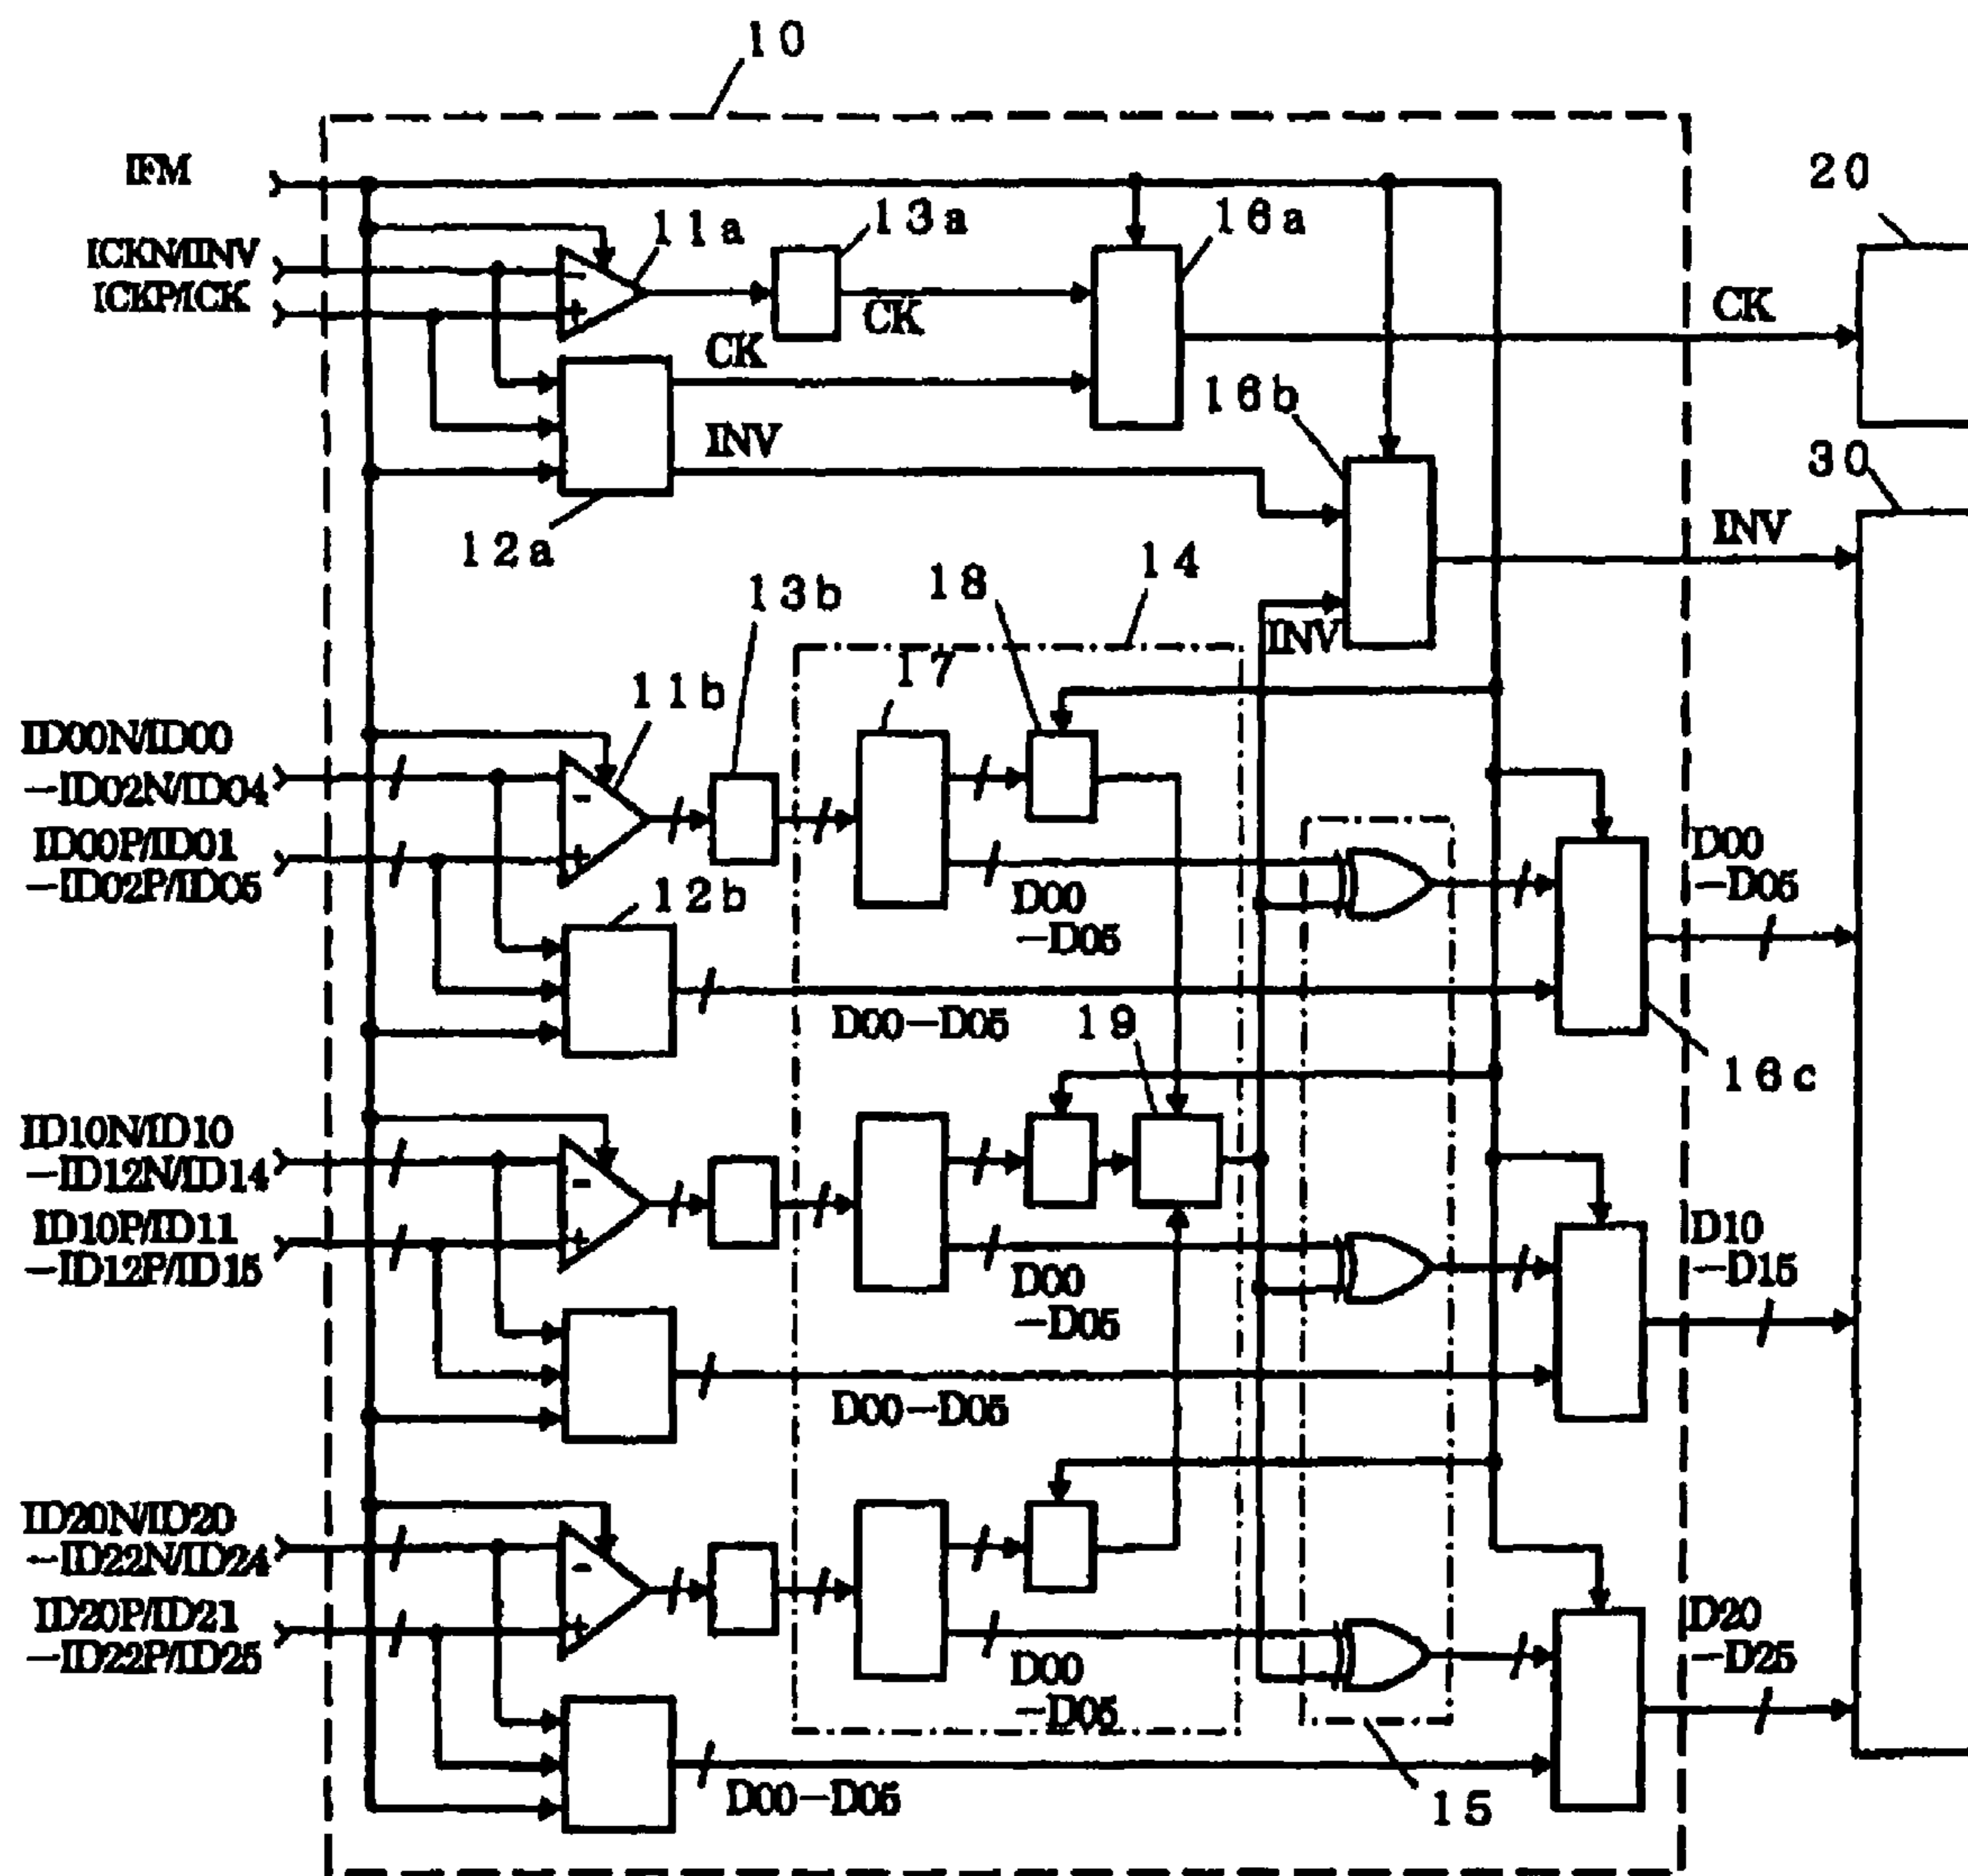 10
IFM
20
11a
13a
16a
ICKN/IINV
ICKP/ICK
CK
CK
CK
16b
INV
30
INV
12a
14
13b
18
INV
17
11b
ID00N/ID00
-ID02N/ID04
ID00P/ID01
-ID02P/ID05
D00
-D05
12b
D00
-D05
D00-D05
19
16c
ID10N/ID10
-ID12N/ID14
ID10P/ID11
-ID12P/ID15
D10
-D15
D00
-D05
D00-D05
ID20N/ID20
-ID22N/ID24
ID20P/ID21
-ID22P/ID25
D20
-D25
D00
-D05
D00-D05
15